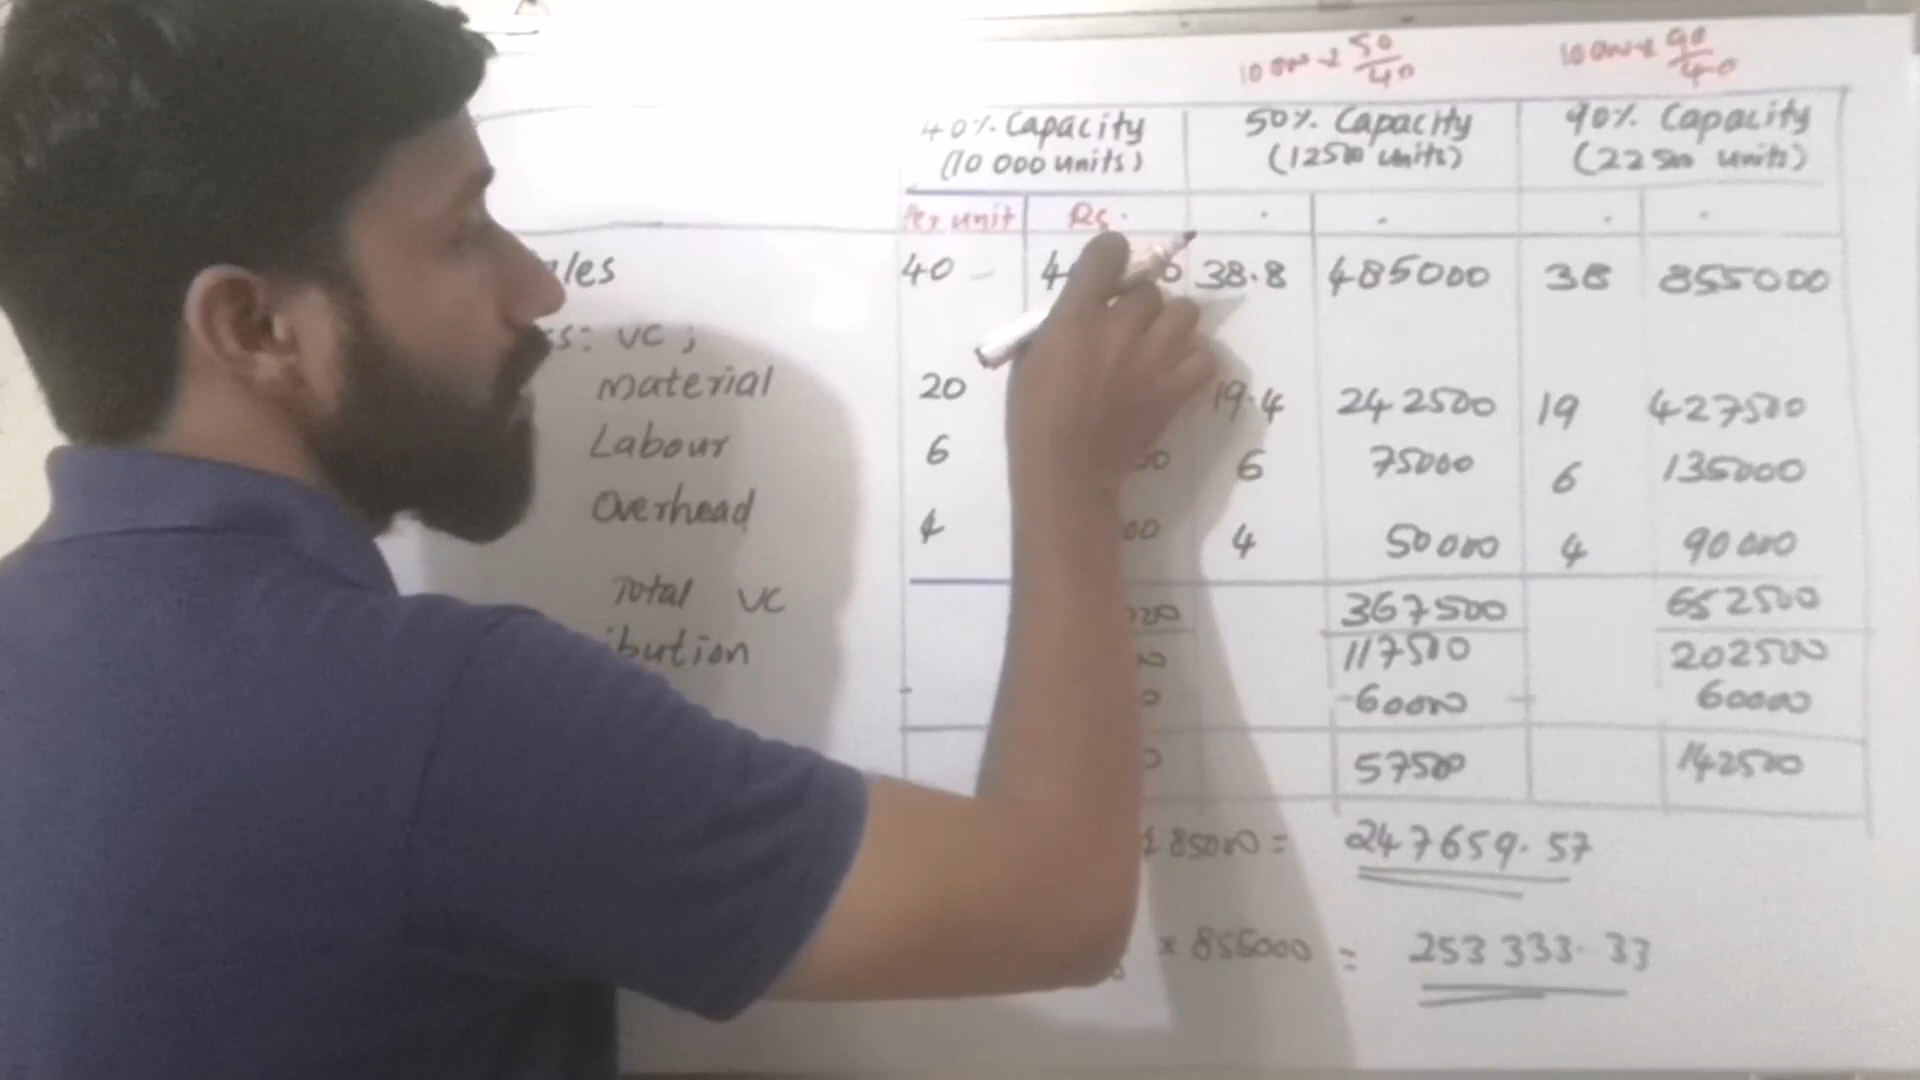 10000 x 50/40 10000 x 90/40
40% Capacity 50% Capacity 90% Capacity
(10 000 units) (12500 units) (22500 units)
Per unit Rs.
40 38.8 485000 38 855000
VC ;
Material 20 19.4 242500 19 427500
Labour 6 6 75000 6 135000
Overhead 4 4 50000 4 90000
Total VC 367500 652500
117500 202500
60000 60000
57500 142500
485000 = 247659.57
x 855000 = 253 333.33